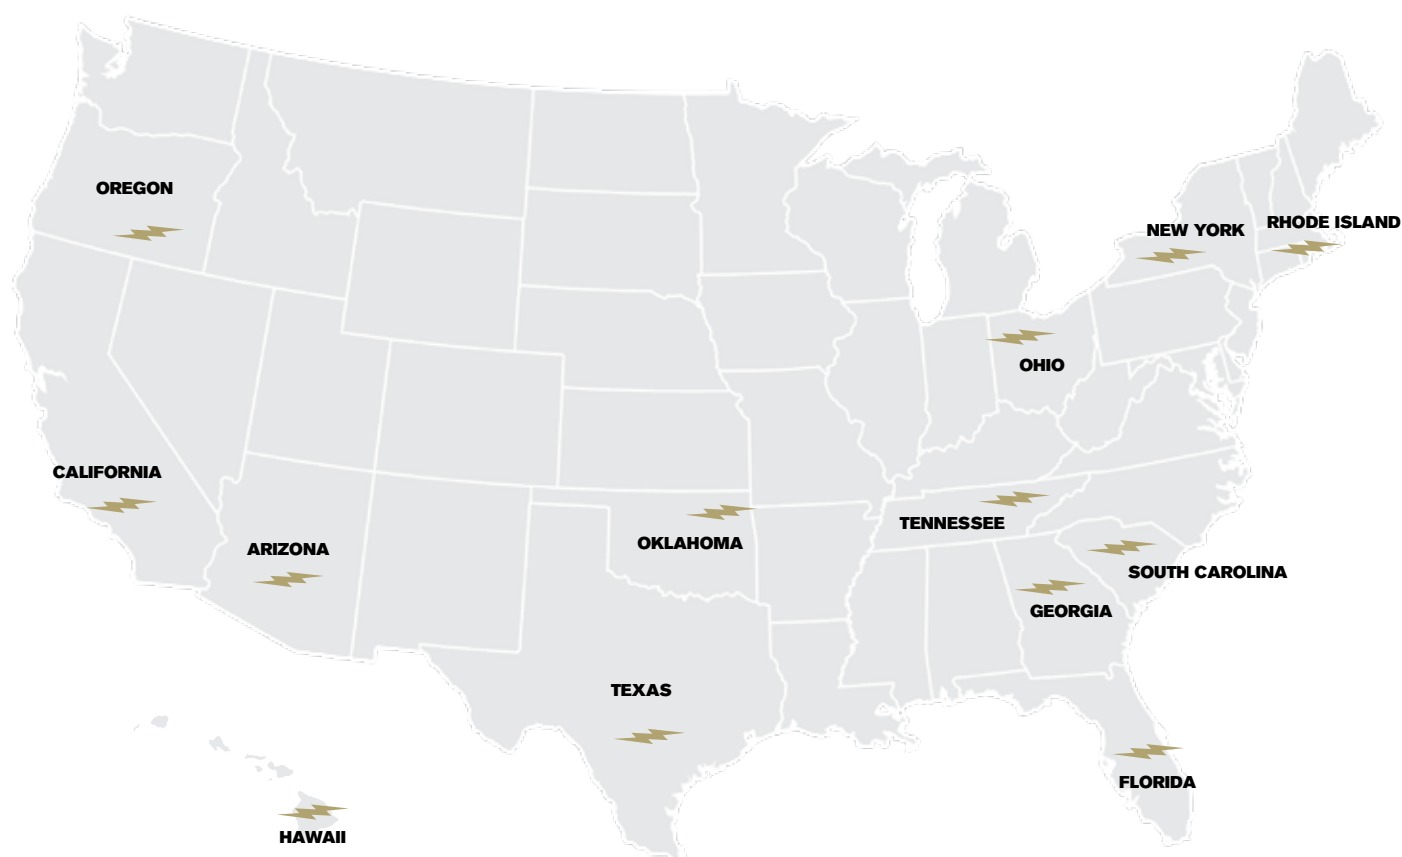 OREGON
NEW YORK
RHODE ISLAND
OHIO
CALIFORNIA
ARIZONA
OKLAHOMA
TENNESSEE
SOUTH CAROLINA
GEORGIA
TEXAS
FLORIDA
HAWAII